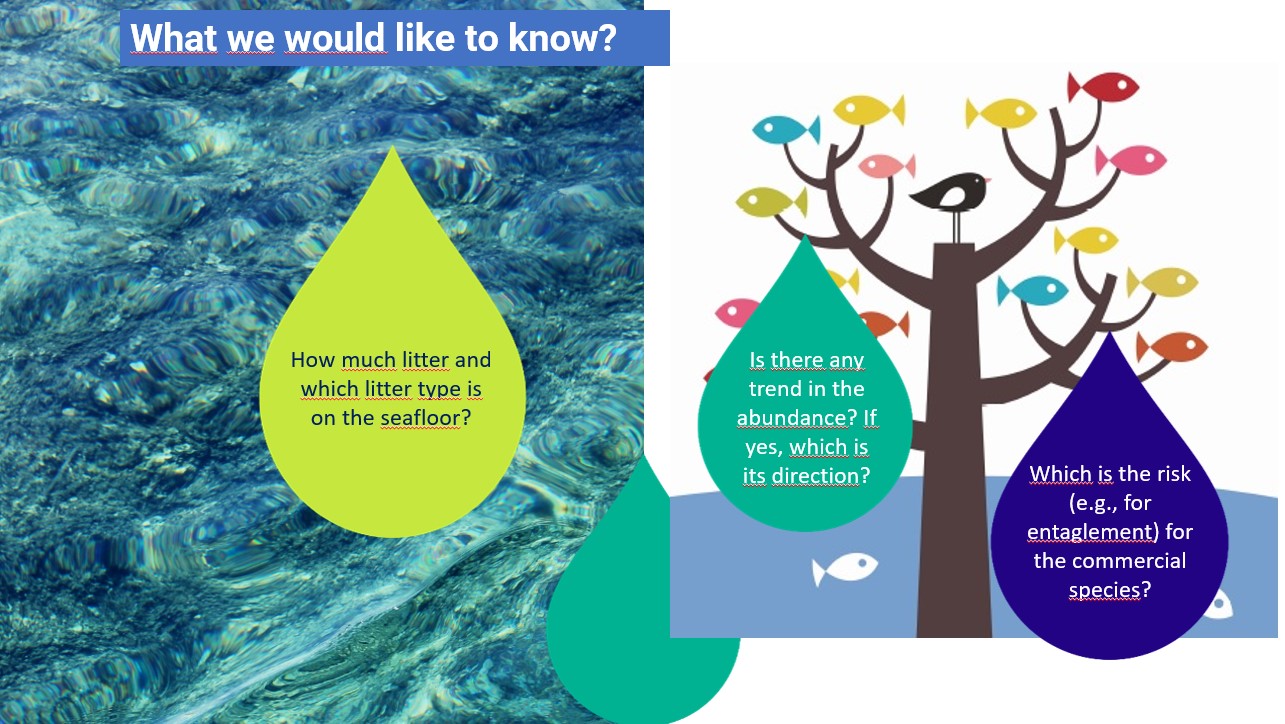 What we would like to know?
How much litter and
which litter type is
on the seafloor?
Is there any
trend in the
abundance? If
yes, which is
its direction?
Which is the risk
(e.g., for
entaglement) for
the commercial
species?